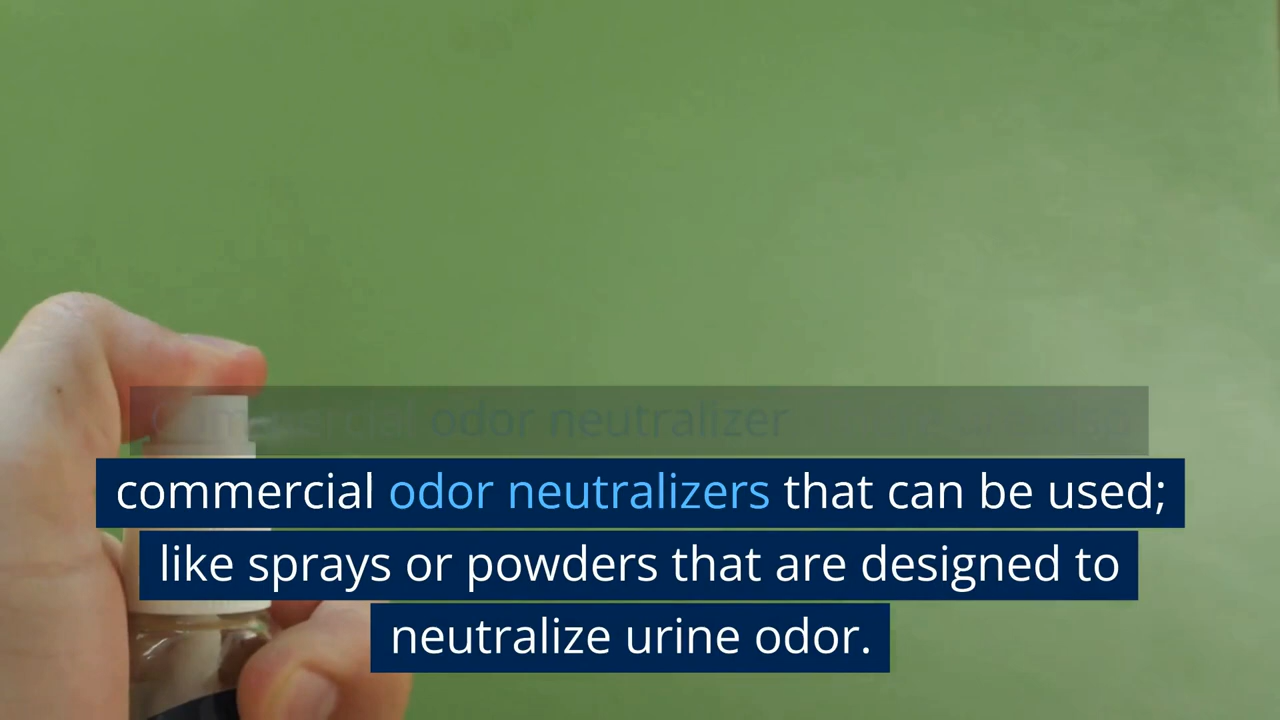 commercial odor neutralizers that can be used;
like sprays or powders that are designed to
neutralize urine odor.